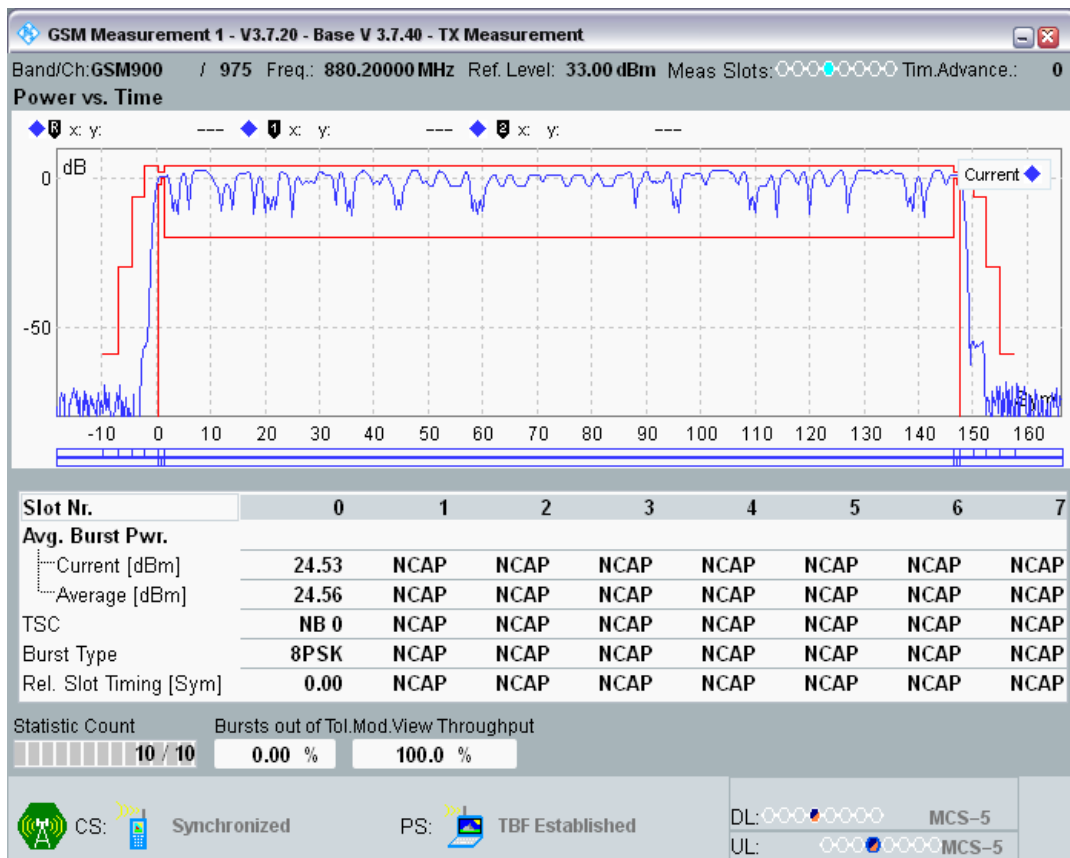 GSM Measurement 1 - V3.7.20 - Base V 3.7.40 - TX Measurement
Band/Ch:GSM900 / 975 Freq.: 880.20000 MHz Ref. Level: 33.00 dBm Meas Slots: Tim.Advance.: 0
Power vs. Time
R x: y: --- 1 x: y: --- 2 x: y: ---
dB
Current
0
-50
Sym
-10 0 10 20 30 40 50 60 70 80 90 100 110 120 130 140 150 160
Slot Nr. 0 1 2 3 4 5 6 7
Avg. Burst Pwr.
Current [dBm] 24.53 NCAP NCAP NCAP NCAP NCAP NCAP NCAP
Average [dBm] 24.56 NCAP NCAP NCAP NCAP NCAP NCAP NCAP
TSC NB 0 NCAP NCAP NCAP NCAP NCAP NCAP NCAP
Burst Type 8PSK NCAP NCAP NCAP NCAP NCAP NCAP NCAP
Rel. Slot Timing [Sym] 0.00 NCAP NCAP NCAP NCAP NCAP NCAP NCAP
Statistic Count Bursts out of Tol. Mod.View Throughput
10 / 10 0.00 % 100.0 %
CS: Synchronized PS: TBF Established
DL: MCS-5
UL: MCS-5